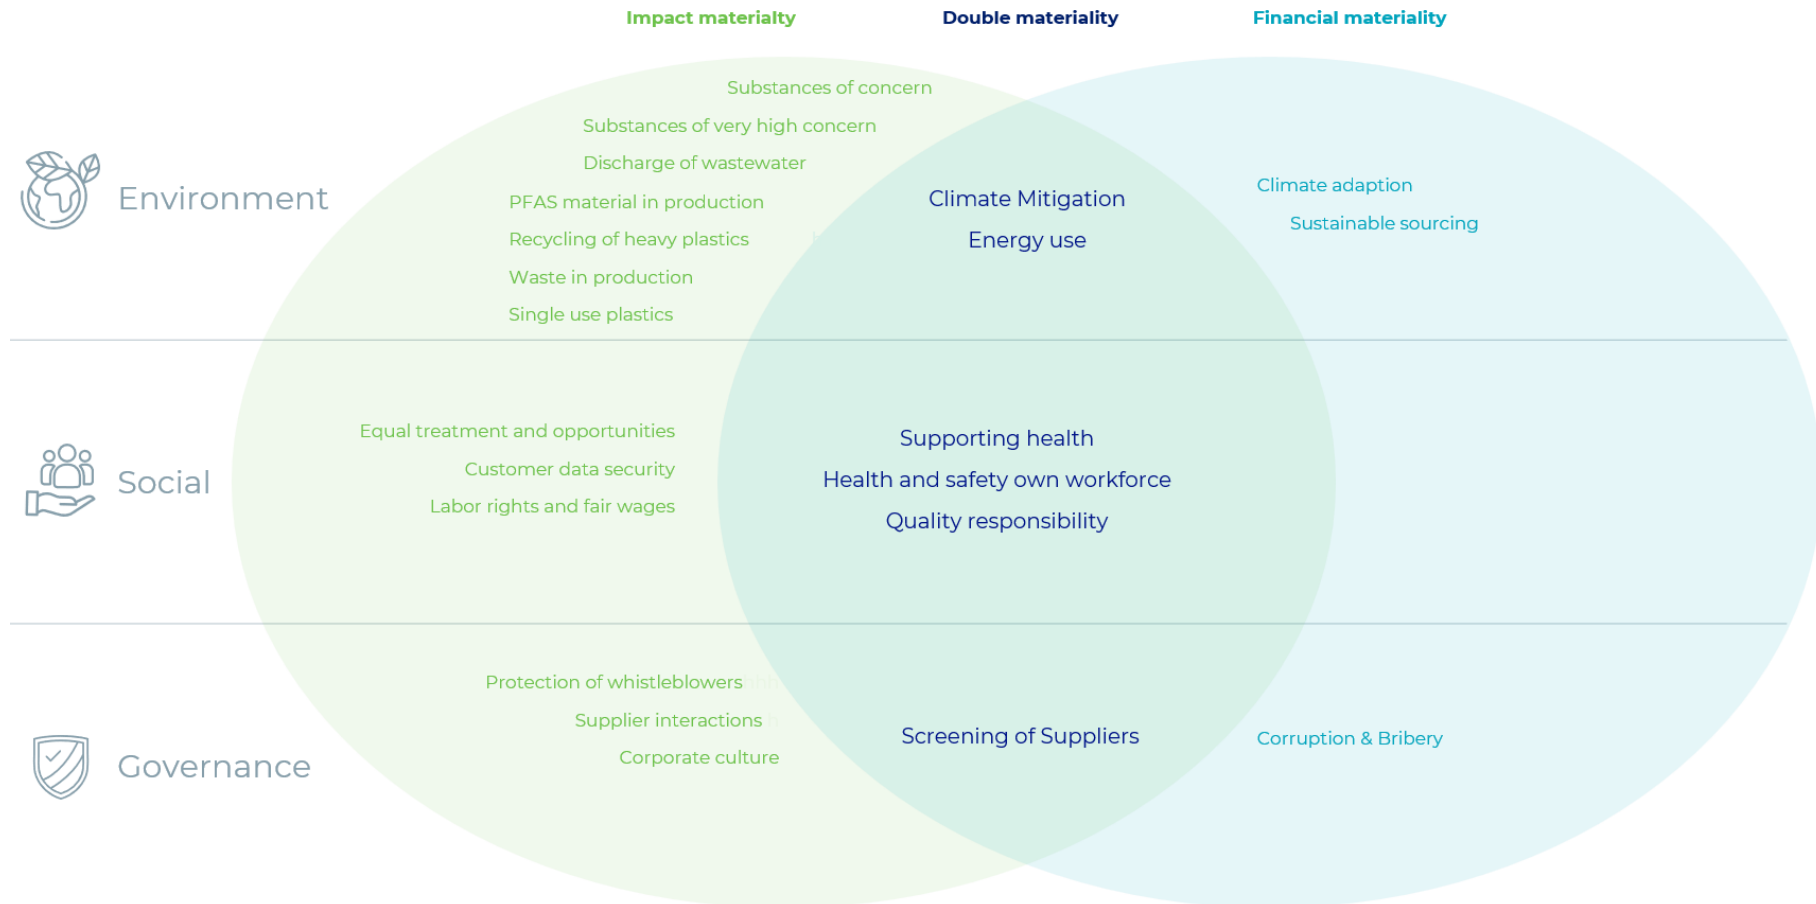 Impact materialty
Double materiality
Financial materiality
Environment
Substances of concern
Substances of very high concern
Discharge of wastewater
PFAS material in production
Recycling of heavy plastics
Waste in production
Single use plastics
Climate Mitigation
Energy use
Climate adaption
Sustainable sourcing
Social
Equal treatment and opportunities
Customer data security
Labor rights and fair wages
Supporting health
Health and safety own workforce
Quality responsibility
Governance
Protection of whistleblowers
Supplier interactions
Corporate culture
Screening of Suppliers
Corruption & Bribery